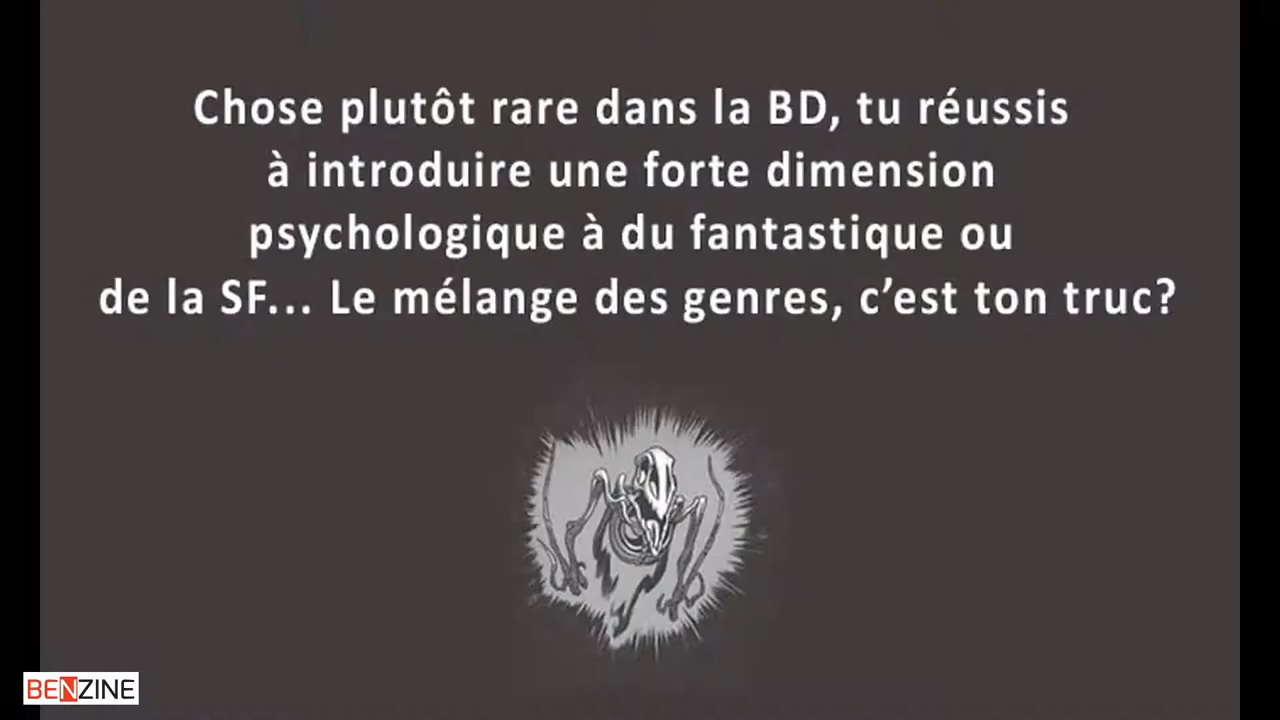 Chose plutôt rare dans la BD, tu réussis
à introduire une forte dimension
psychologique à du fantastique ou
de la SF... Le mélange des genres, c’est ton truc?
BENZINE